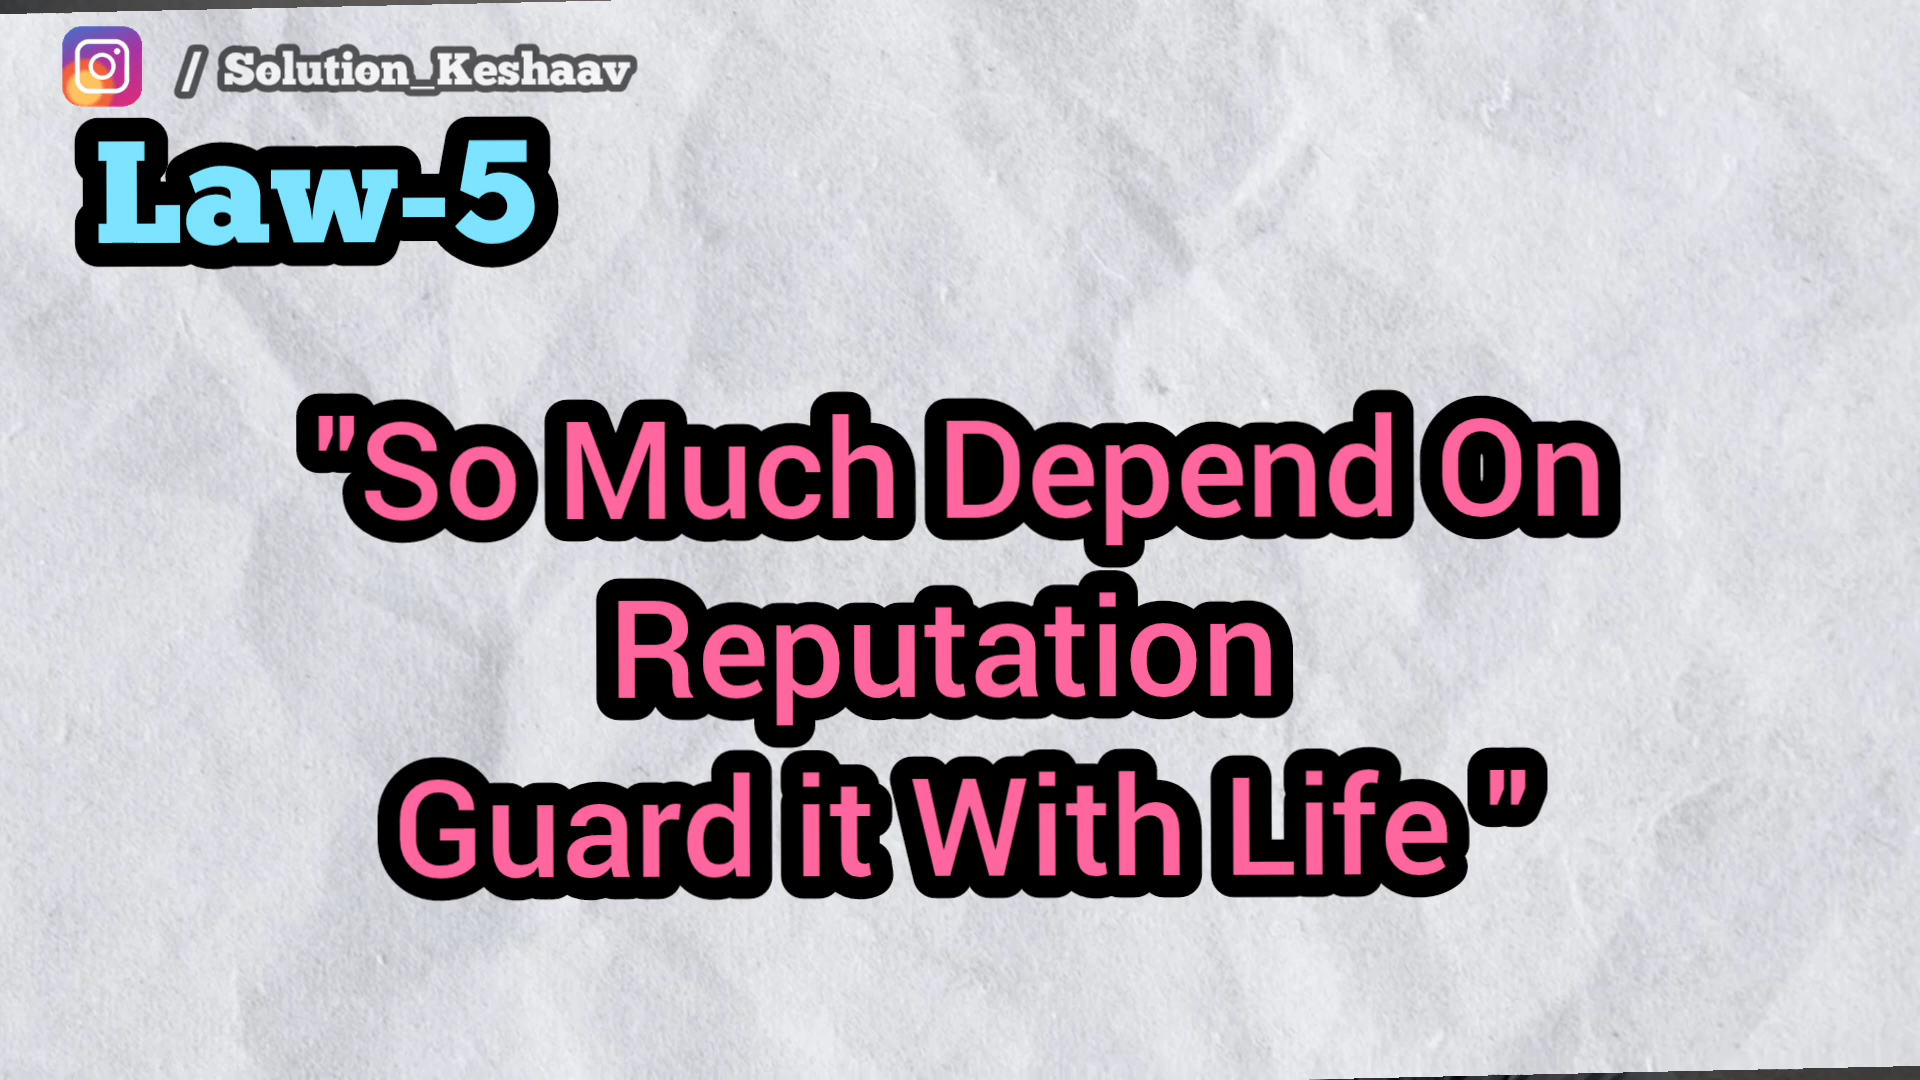 / Solution_Keshaav
Law-5
"So Much Depend On
Reputation
Guard it With Life"